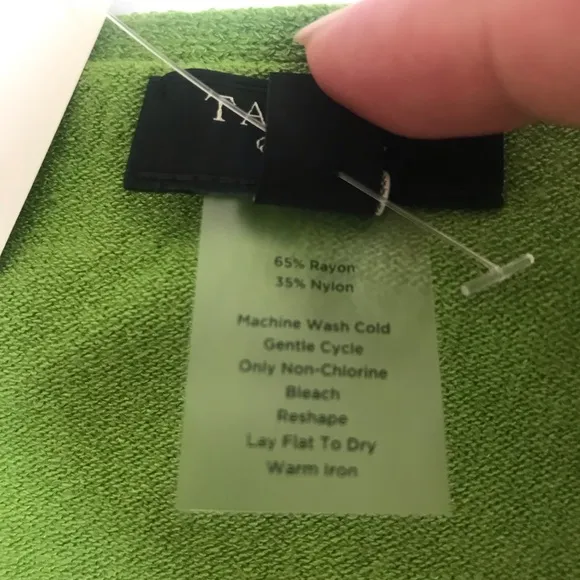 TA
65% Rayon
35% Nylon
Machine Wash Cold
Gentle Cycle
Only Non-Chlorine
Bleach
Reshape
Lay Flat To Dry
Warm Iron